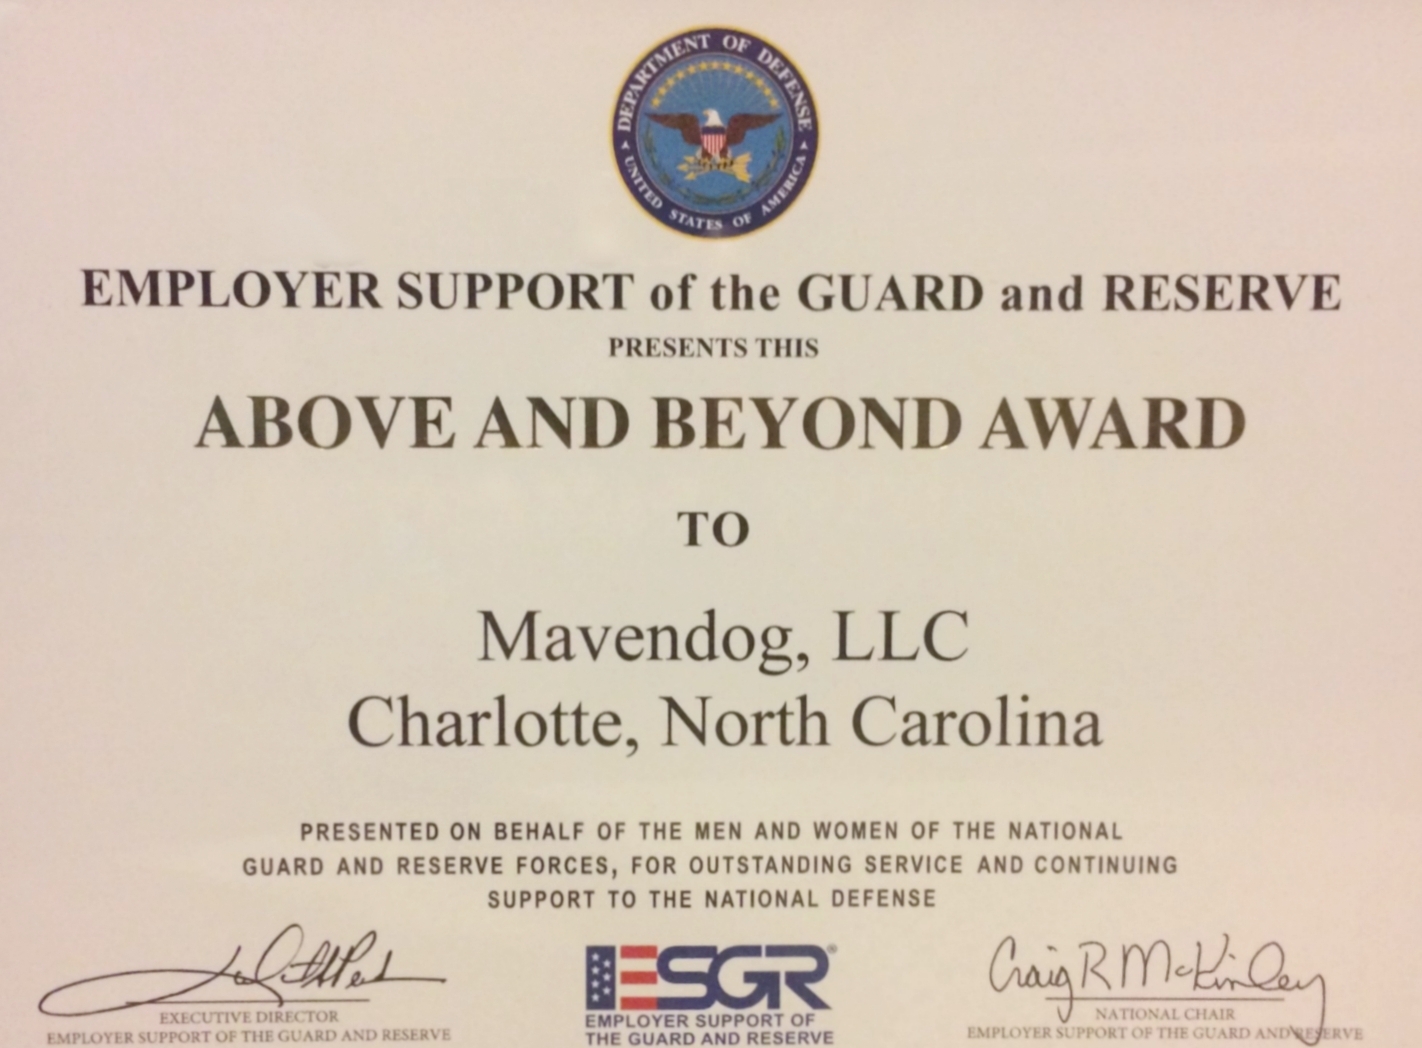 DEPARTMENT OF DEFENSE
UNITED STATES OF AMERICA
EMPLOYER SUPPORT of the GUARD and RESERVE
PRESENTS THIS
ABOVE AND BEYOND AWARD
TO
Mavendog, LLC
Charlotte, North Carolina
PRESENTED ON BEHALF OF THE MEN AND WOMEN OF THE NATIONAL
GUARD AND RESERVE FORCES, FOR OUTSTANDING SERVICE AND CONTINUING
SUPPORT TO THE NATIONAL DEFENSE
EXECUTIVE DIRECTOR
EMPLOYER SUPPORT OF THE GUARD AND RESERVE
ESGR®
EMPLOYER SUPPORT OF
THE GUARD AND RESERVE
Craig R McKinley
NATIONAL CHAIR
EMPLOYER SUPPORT OF THE GUARD AND RESERVE